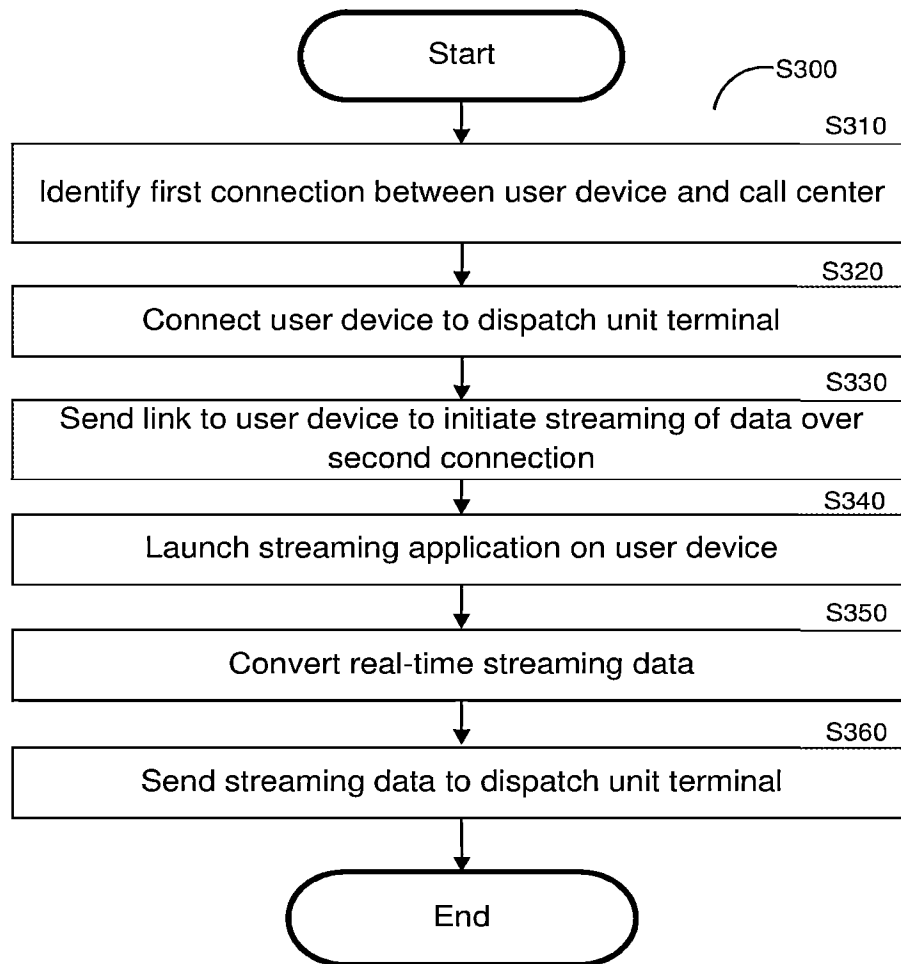 Start
S300
S310
Identify first connection between user device and call center
S320
Connect user device to dispatch unit terminal
S330
Send link to user device to initiate streaming of data over
second connection
S340
Launch streaming application on user device
S350
Convert real-time streaming data
S360
Send streaming data to dispatch unit terminal
End